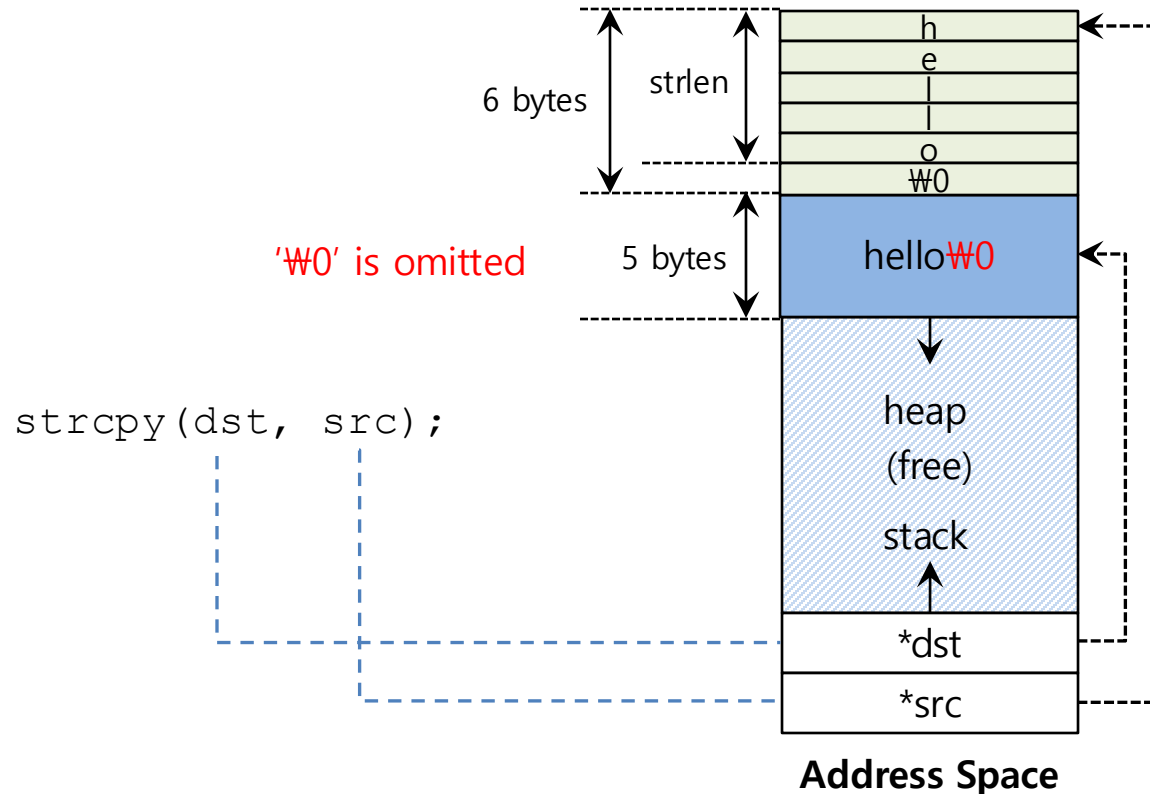 h
e
l
l
o
₩0
strlen
6 bytes
hello₩0
5 bytes
'₩0' is omitted
strcpy(dst, src);
heap
(free)
stack
*dst
*src
Address Space